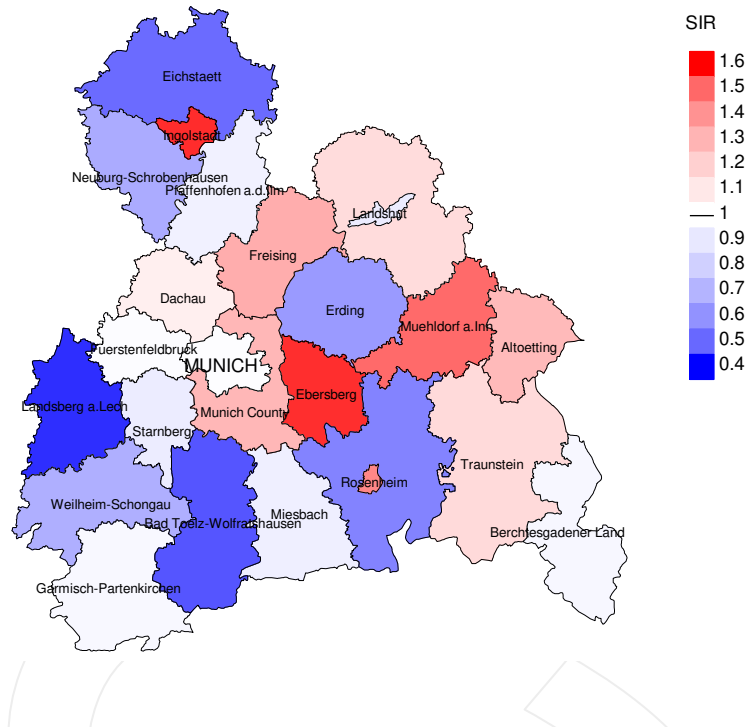 SIR
1.6
1.5
1.4
1.3
1.2
1.1
1
0.9
0.8
0.7
0.6
0.5
0.4
Eichstaett
Ingolstadt
Neuburg-Schrobenhausen
Pfaffenhofen a.d.Ilm
Landshut
Freising
Dachau
Erding
Muehldorf a.Inn
Altoetting
Fuerstenfeldbruck
MUNICH
Ebersberg
Landsberg a.Lech
Munich County
Starnberg
Traunstein
Rosenheim
Weilheim-Schongau
Miesbach
Bad Toelz-Wolfratshausen
Berchtesgadener Land
Garmisch-Partenkirchen